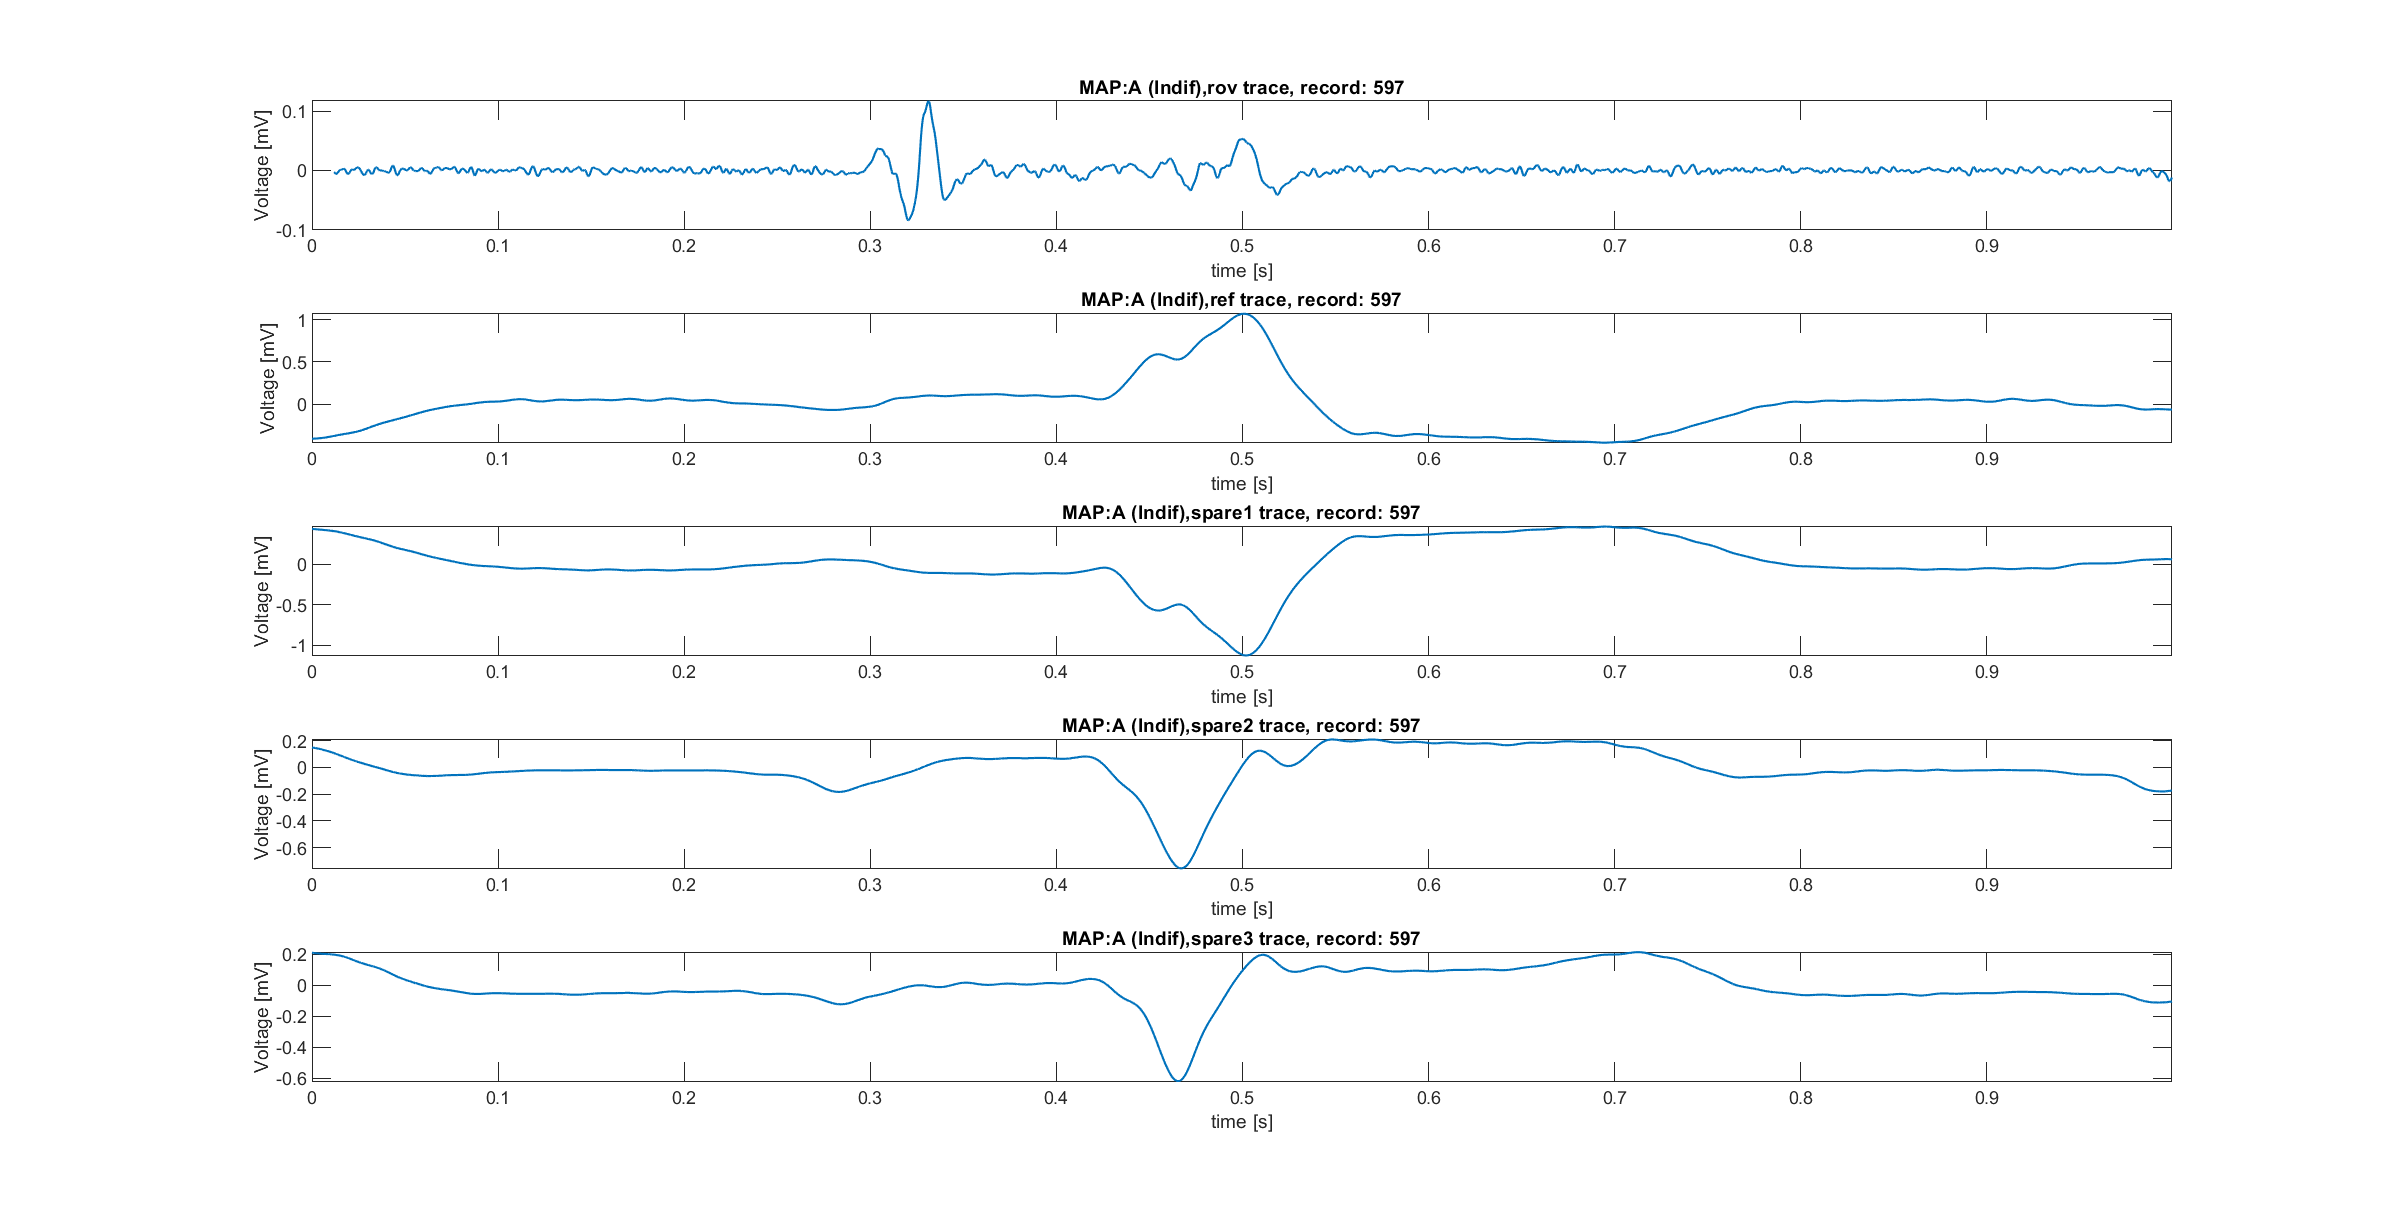 MAP:A (Indif),rov trace, record: 597
Voltage [mV]
0.1
0
-0.1
0 0.1 0.2 0.3 0.4 0.5 0.6 0.7 0.8 0.9
time [s]
MAP:A (Indif),ref trace, record: 597
Voltage [mV]
1
0.5
0
0 0.1 0.2 0.3 0.4 0.5 0.6 0.7 0.8 0.9
time [s]
MAP:A (Indif),spare1 trace, record: 597
Voltage [mV]
0
-0.5
-1
0 0.1 0.2 0.3 0.4 0.5 0.6 0.7 0.8 0.9
time [s]
MAP:A (Indif),spare2 trace, record: 597
Voltage [mV]
0.2
0
-0.2
-0.4
-0.6
0 0.1 0.2 0.3 0.4 0.5 0.6 0.7 0.8 0.9
time [s]
MAP:A (Indif),spare3 trace, record: 597
Voltage [mV]
0.2
0
-0.2
-0.4
-0.6
0 0.1 0.2 0.3 0.4 0.5 0.6 0.7 0.8 0.9
time [s]